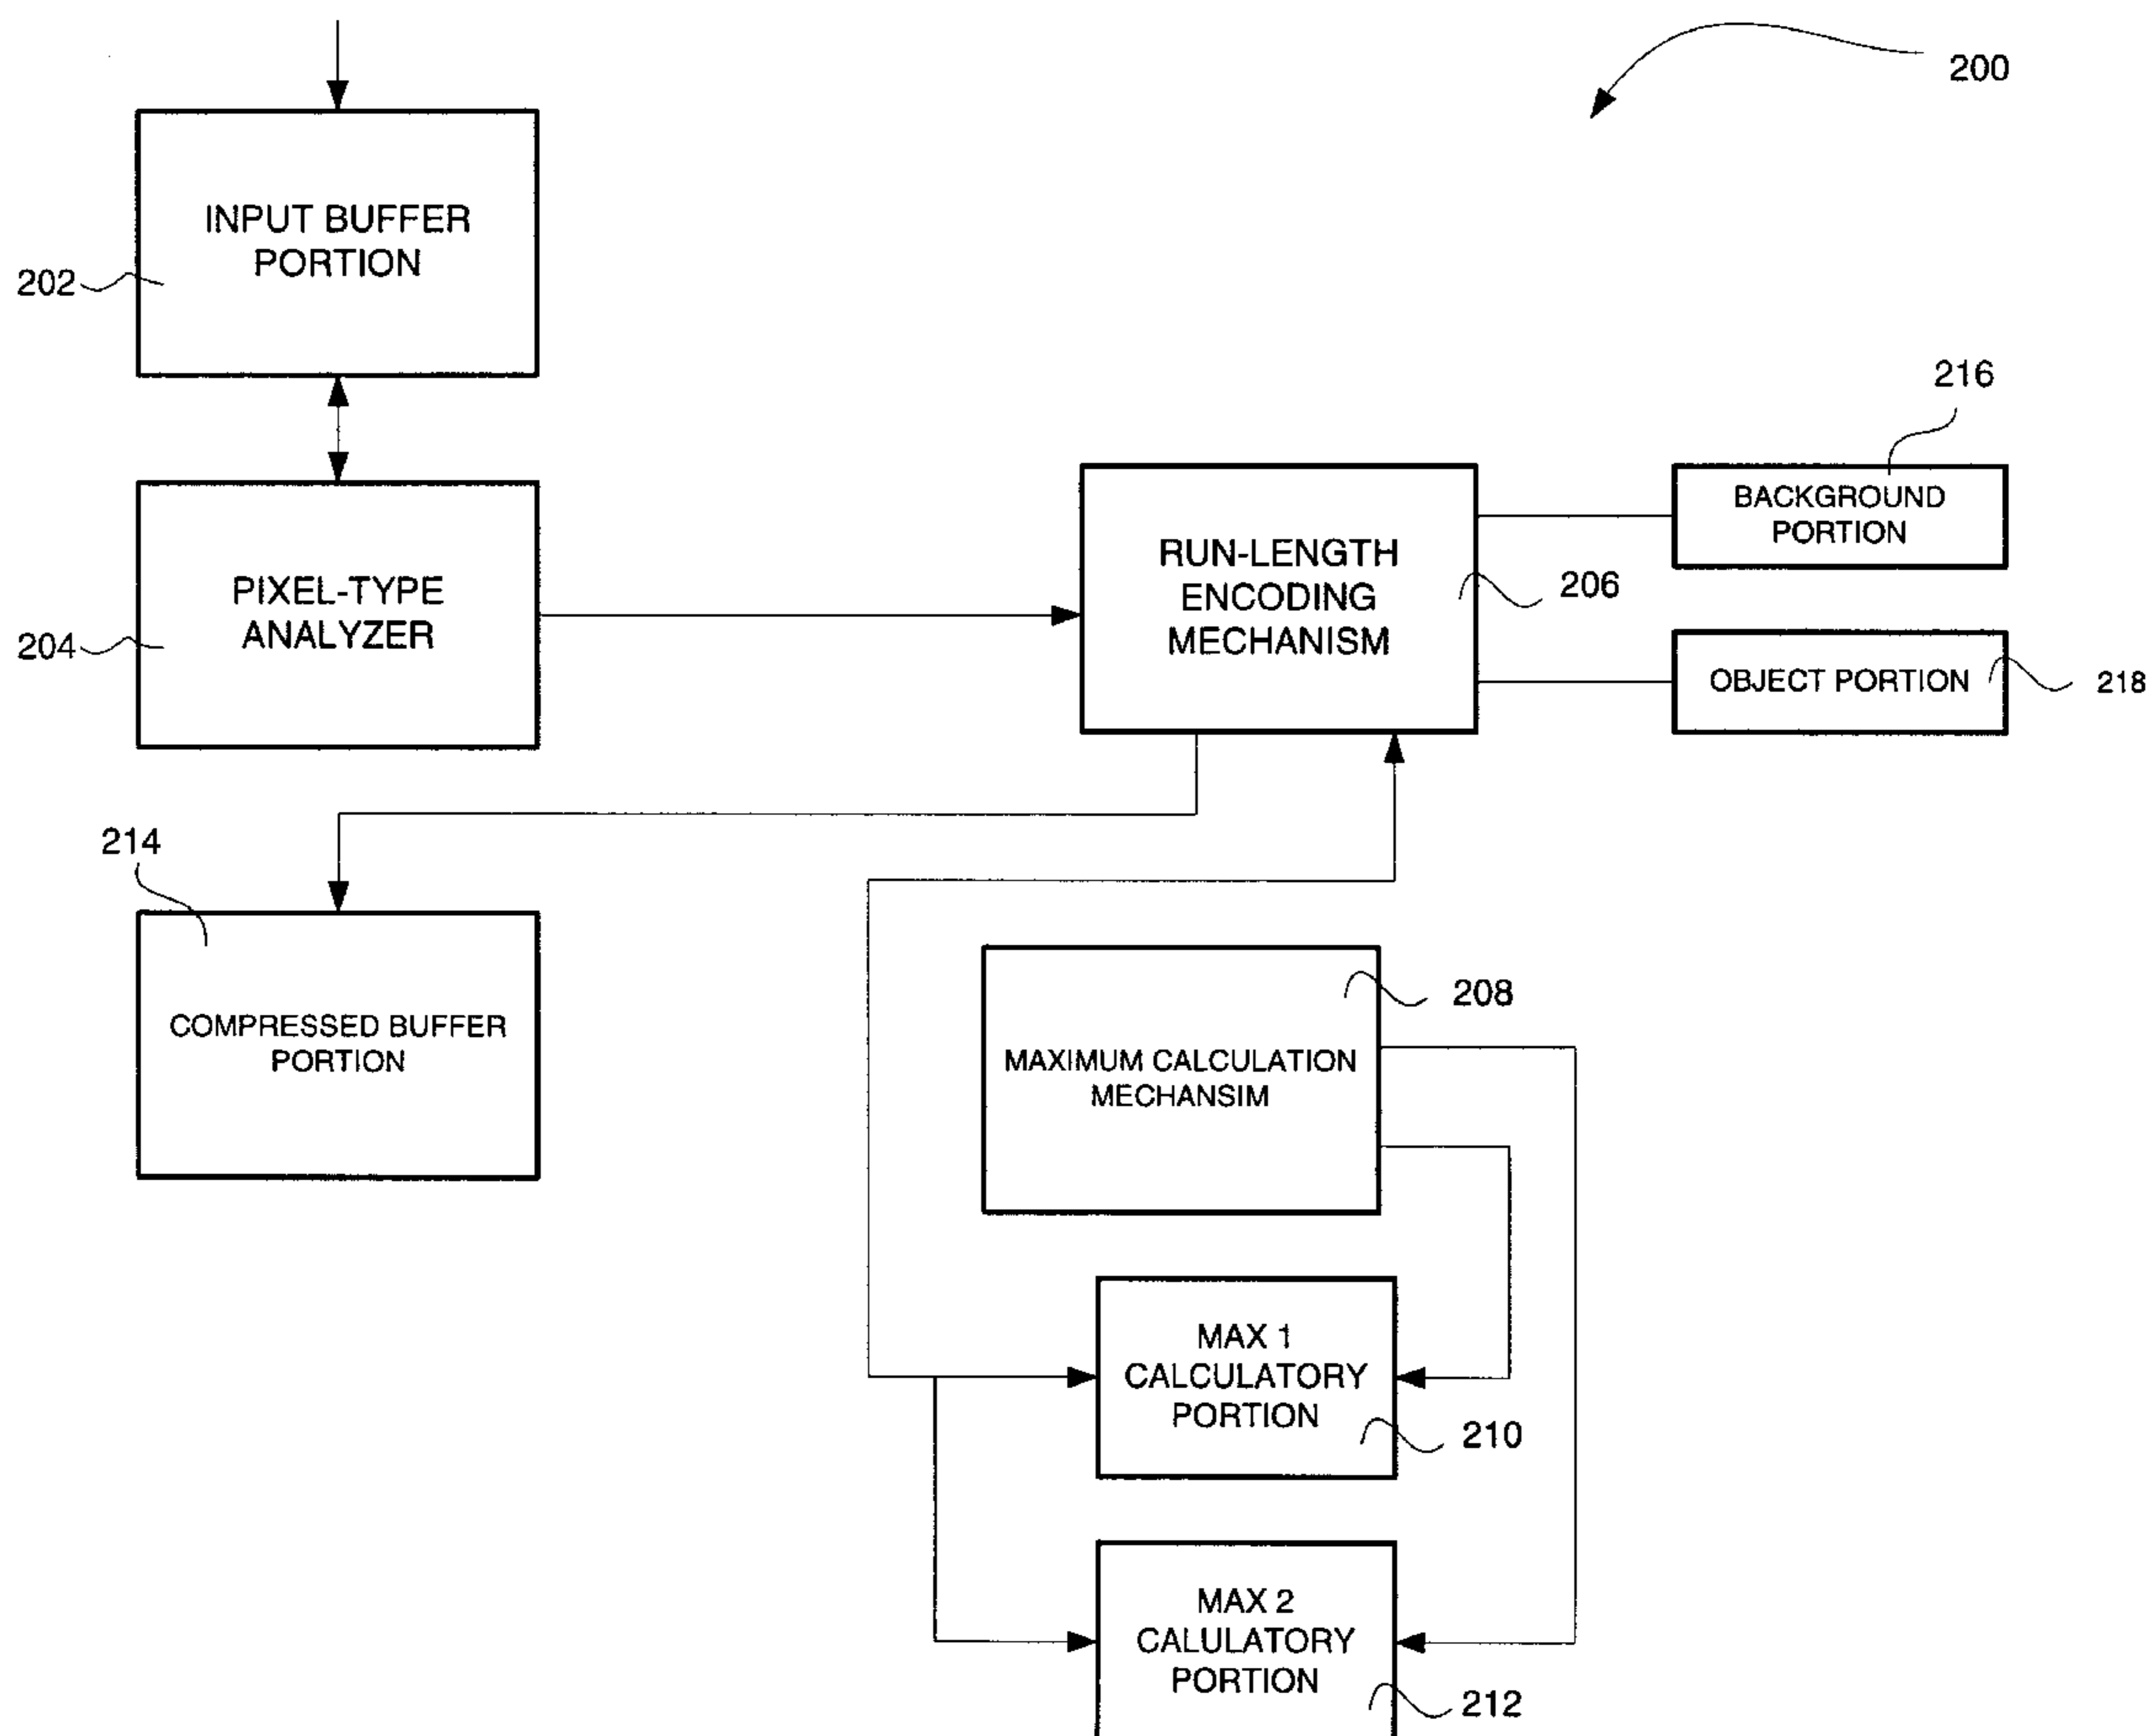 200
INPUT BUFFER
PORTION
202
216
BACKGROUND
PORTION
RUN-LENGTH
ENCODING
MECHANISM
206
PIXEL-TYPE
ANALYZER
204
OBJECT PORTION
218
214
COMPRESSED BUFFER
PORTION
208
MAXIMUM CALCULATION
MECHANSIM
MAX 1
CALCULATORY
PORTION
210
MAX 2
CALULATORY
PORTION
212